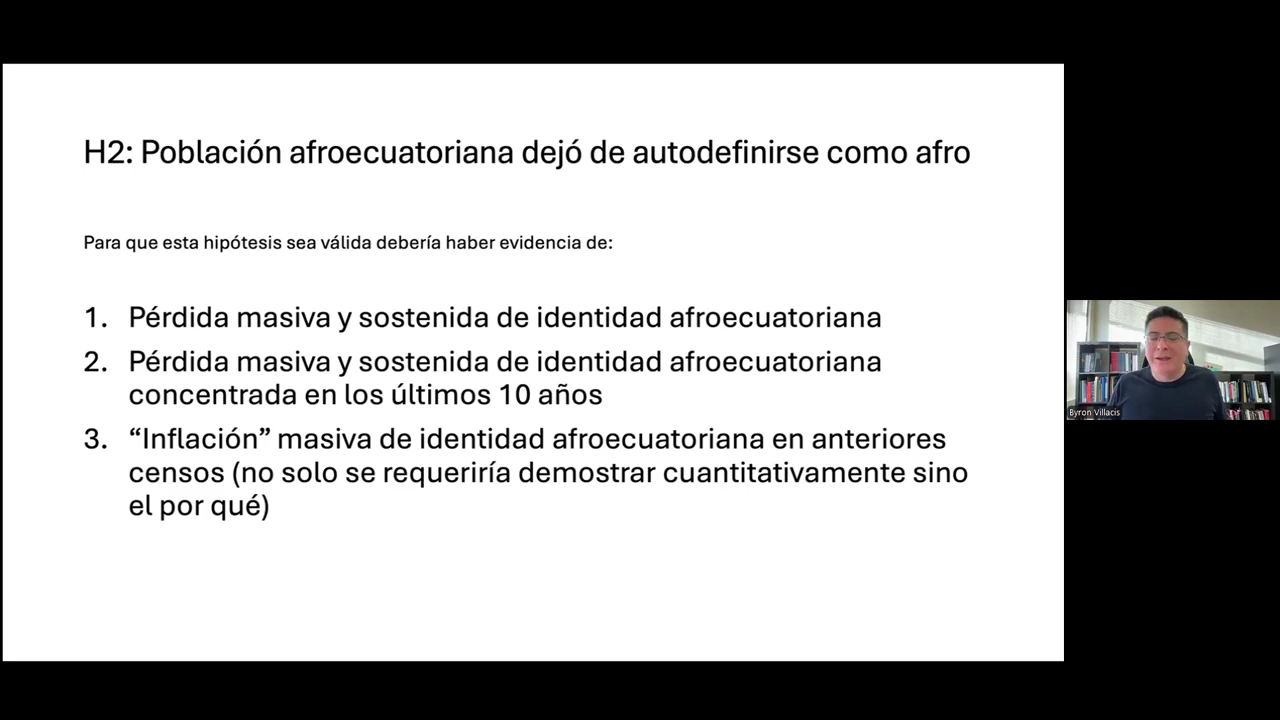 H2: Población afroecuatoriana dejó de autodefinirse como afro
Para que esta hipótesis sea válida debería haber evidencia de:
1. Pérdida masiva y sostenida de identidad afroecuatoriana
2. Pérdida masiva y sostenida de identidad afroecuatoriana
concentrada en los últimos 10 años
3. “Inflación” masiva de identidad afroecuatoriana en anteriores
censos (no solo se requeriría demostrar cuantitativamente sino
el por qué)
Byron Villacis